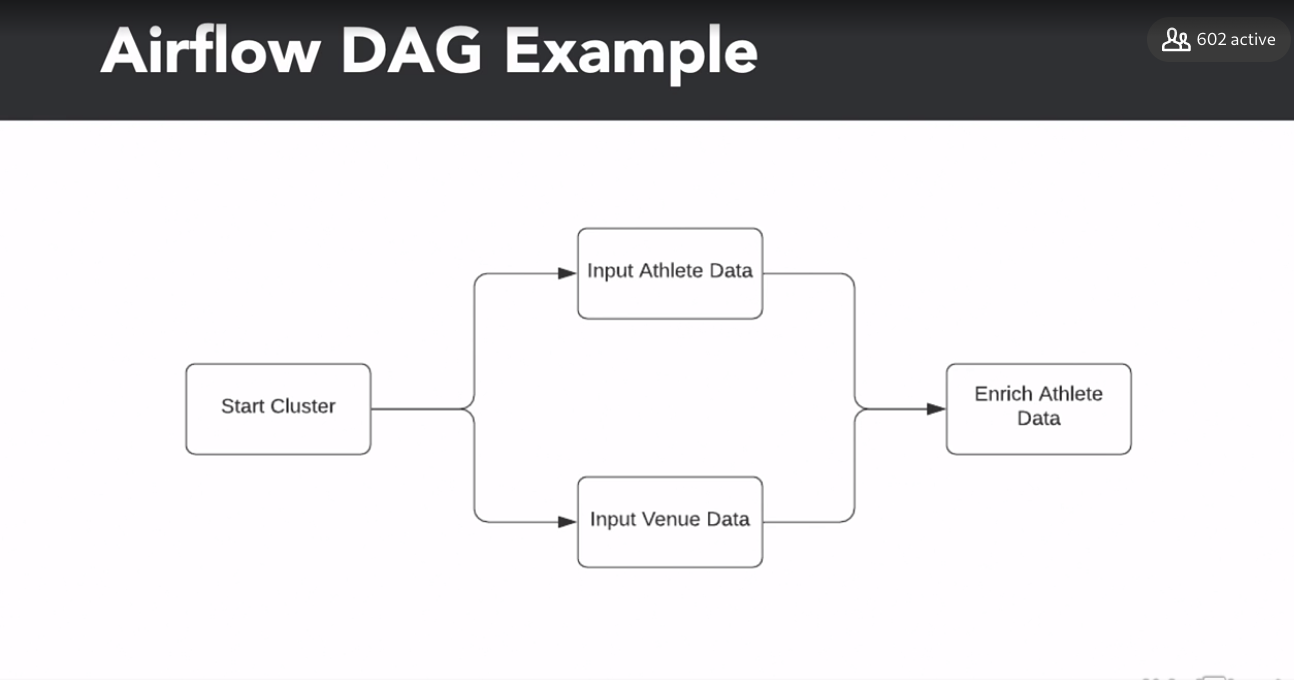 Airflow DAG Example
602 active
Input Athlete Data
Start Cluster
Enrich Athlete
Data
Input Venue Data